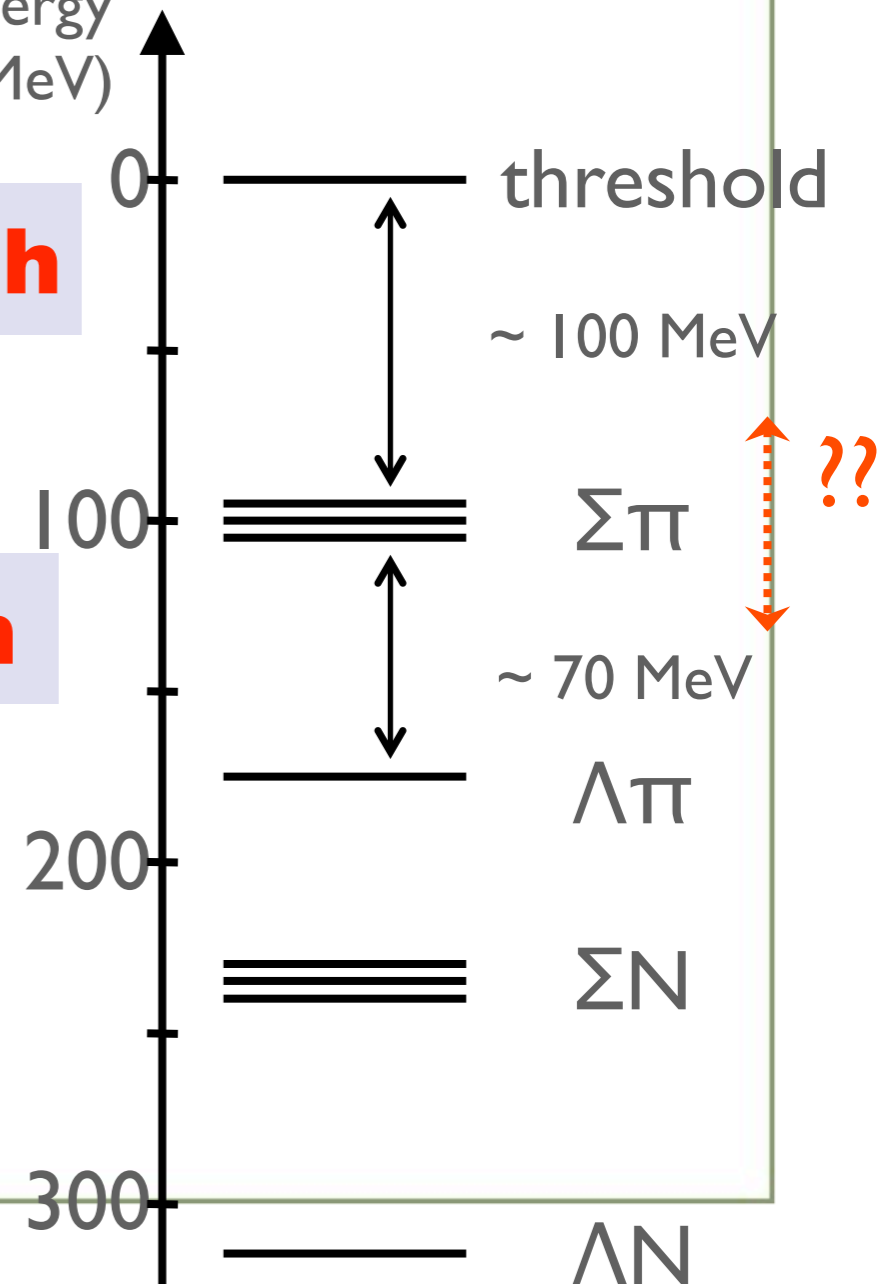 ergy
MeV)
0
threshold
h
~ 100 MeV
??
100
Σπ
n
~ 70 MeV
Λπ
200
ΣN
300
ΛN